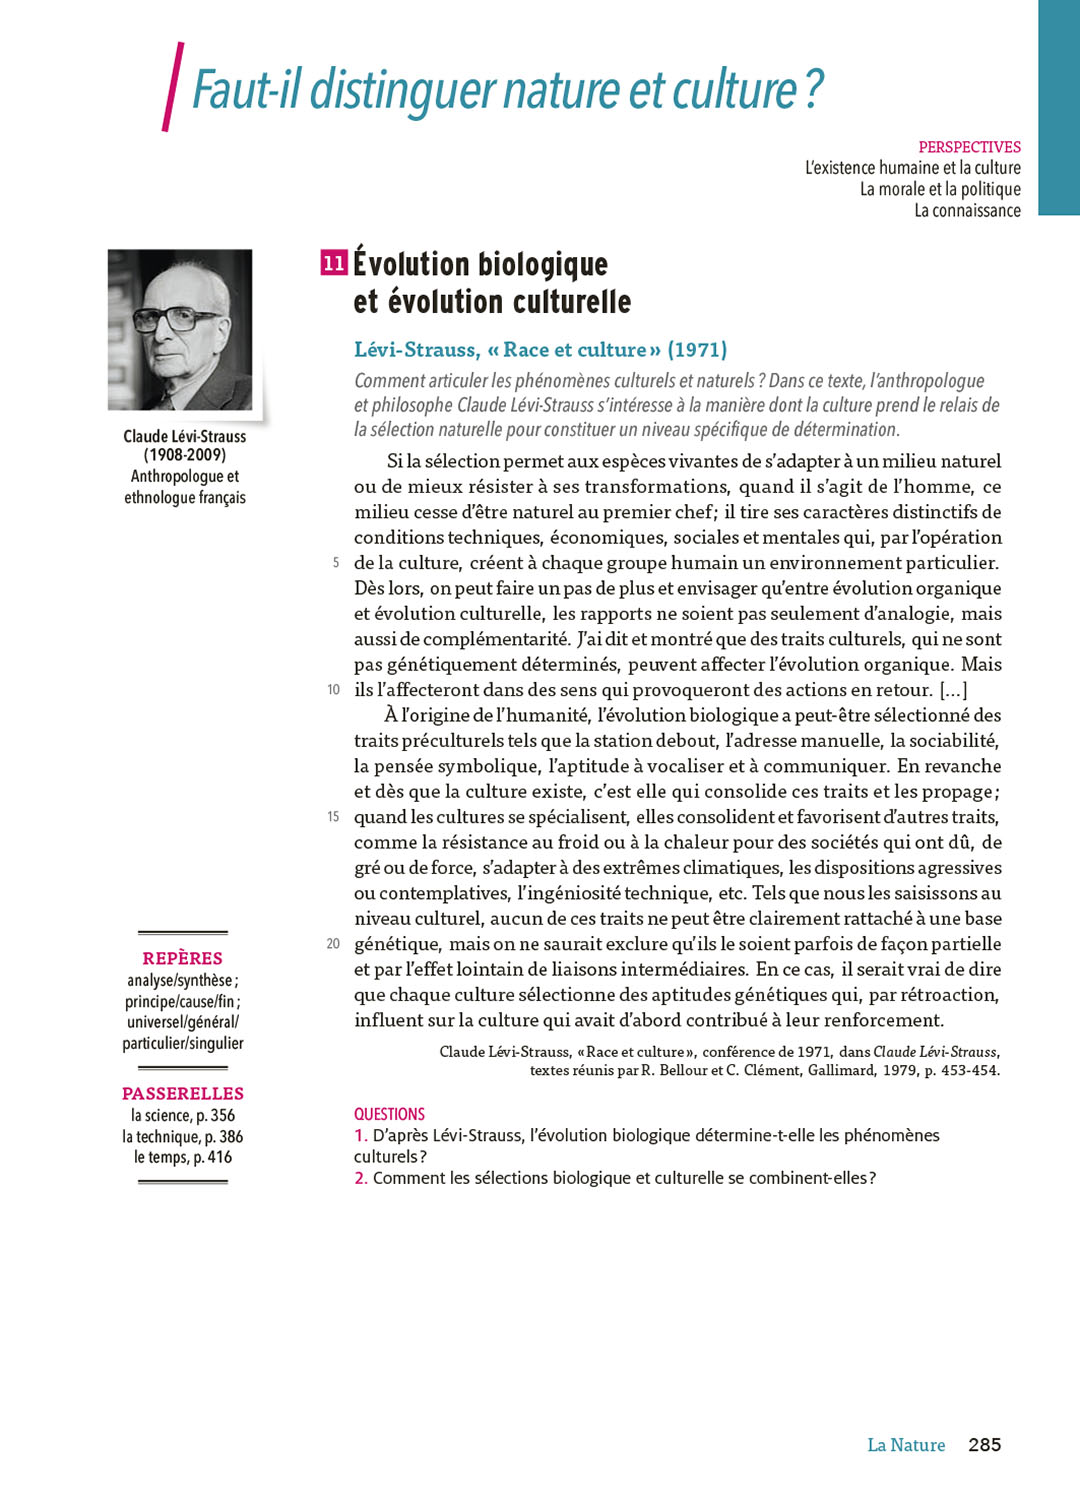 Faut-il distinguer nature et culture ?
PERSPECTIVES
L'existence humaine et la culture
La morale et la politique
La connaissance
Claude Lévi-Strauss
(1908-2009)
Anthropologue et
ethnologue français
11 Évolution biologique
et évolution culturelle
Lévi-Strauss, « Race et culture » (1971)
Comment articuler les phénomènes culturels et naturels ? Dans ce texte, l'anthropologue
et philosophe Claude Lévi-Strauss s'intéresse à la manière dont la culture prend le relais de
la sélection naturelle pour constituer un niveau spécifique de détermination.
Si la sélection permet aux espèces vivantes de s'adapter à un milieu naturel
ou de mieux résister à ses transformations, quand il s'agit de l'homme, ce
milieu cesse d'être naturel au premier chef ; il tire ses caractères distinctifs de
conditions techniques, économiques, sociales et mentales qui, par l'opération
5 de la culture, créent à chaque groupe humain un environnement particulier.
Dès lors, on peut faire un pas de plus et envisager qu'entre évolution organique
et évolution culturelle, les rapports ne soient pas seulement d'analogie, mais
aussi de complémentarité. J'ai dit et montré que des traits culturels, qui ne sont
pas génétiquement déterminés, peuvent affecter l'évolution organique. Mais
10 ils l'affecteront dans des sens qui provoqueront des actions en retour. [...]
À l'origine de l'humanité, l'évolution biologique a peut-être sélectionné des
traits préculturels tels que la station debout, l'adresse manuelle, la sociabilité,
la pensée symbolique, l'aptitude à vocaliser et à communiquer. En revanche
et dès que la culture existe, c'est elle qui consolide ces traits et les propage ;
15 quand les cultures se spécialisent, elles consolident et favorisent d'autres traits,
comme la résistance au froid ou à la chaleur pour des sociétés qui ont dû, de
gré ou de force, s'adapter à des extrêmes climatiques, les dispositions agressives
ou contemplatives, l'ingéniosité technique, etc. Tels que nous les saisissons au
niveau culturel, aucun de ces traits ne peut être clairement rattaché à une base
20 génétique, mais on ne saurait exclure qu'ils le soient parfois de façon partielle
et par l'effet lointain de liaisons intermédiaires. En ce cas, il serait vrai de dire
que chaque culture sélectionne des aptitudes génétiques qui, par rétroaction,
influent sur la culture qui avait d'abord contribué à leur renforcement.
Claude Lévi-Strauss, « Race et culture », conférence de 1971, dans Claude Lévi-Strauss,
textes réunis par R. Bellour et C. Clément, Gallimard, 1979, p. 453-454.
REPÈRES
analyse/synthèse ;
principe/cause/fin ;
universel/général/
particulier/singulier
PASSERELLES
la science, p. 356
la technique, p. 386
le temps, p. 416
QUESTIONS
1. D'après Lévi-Strauss, l'évolution biologique détermine-t-elle les phénomènes
culturels ?
2. Comment les sélections biologique et culturelle se combinent-elles ?
La Nature 285